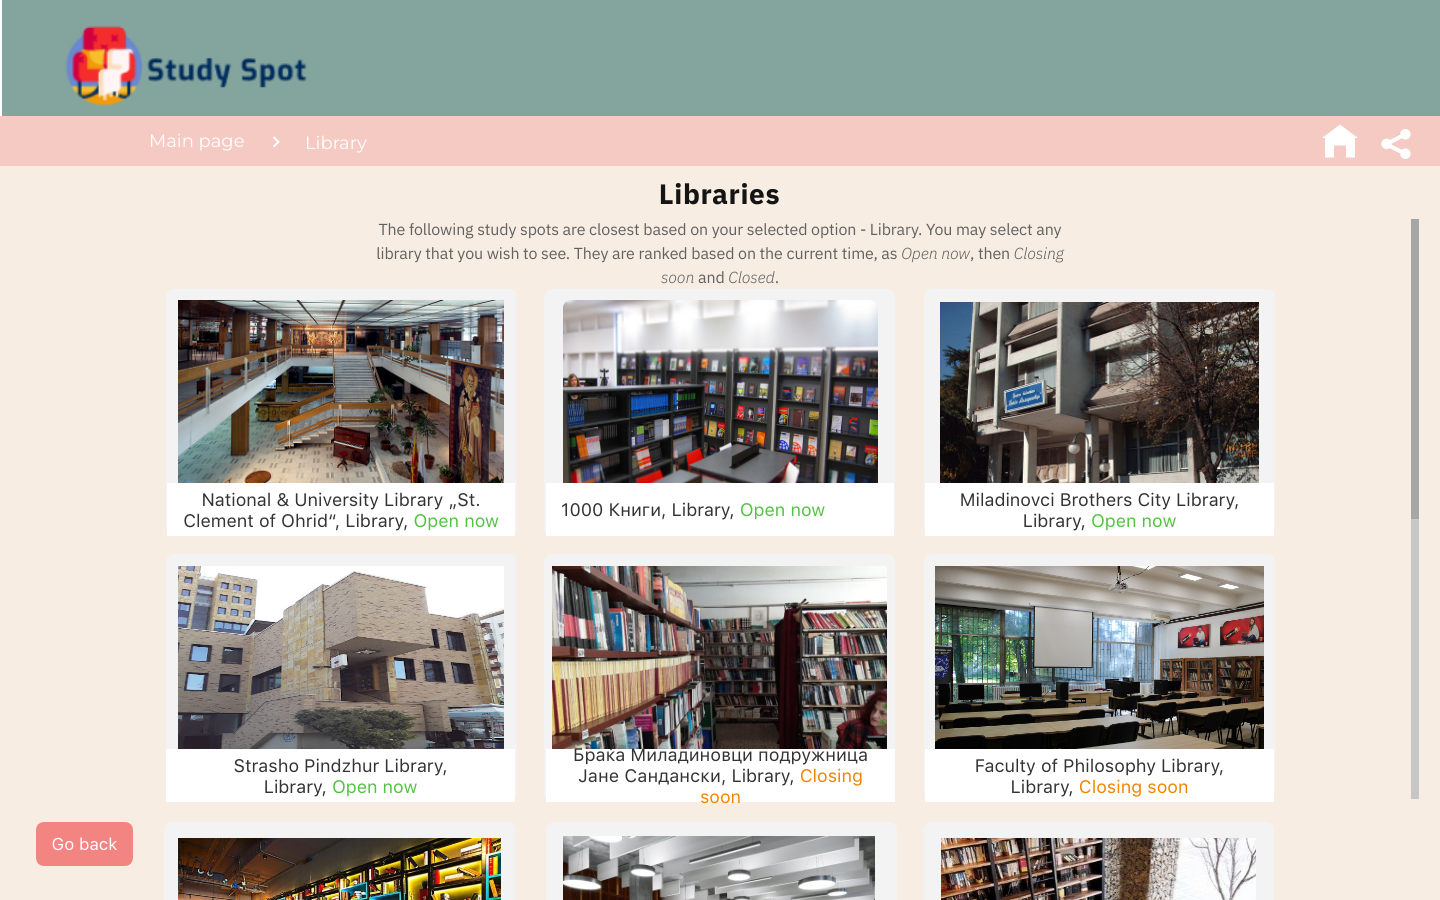 Study Spot
Main page
Library
Libraries
The following study spots are closest based on your selected option - Library. You may select any
library that you wish to see. They are ranked based on the current time, as Open now, then Closing
soon and Closed.
National & University Library „St.
Clement of Ohrid“, Library, Open now
1000 Книги, Library, Open now
Miladinovci Brothers City Library,
Library, Open now
Strasho Pindzhur Library,
Library, Open now
Брака Миладиновци подружница
Јане Сандански, Library, Closing
soon
Faculty of Philosophy Library,
Library, Closing soon
Go back